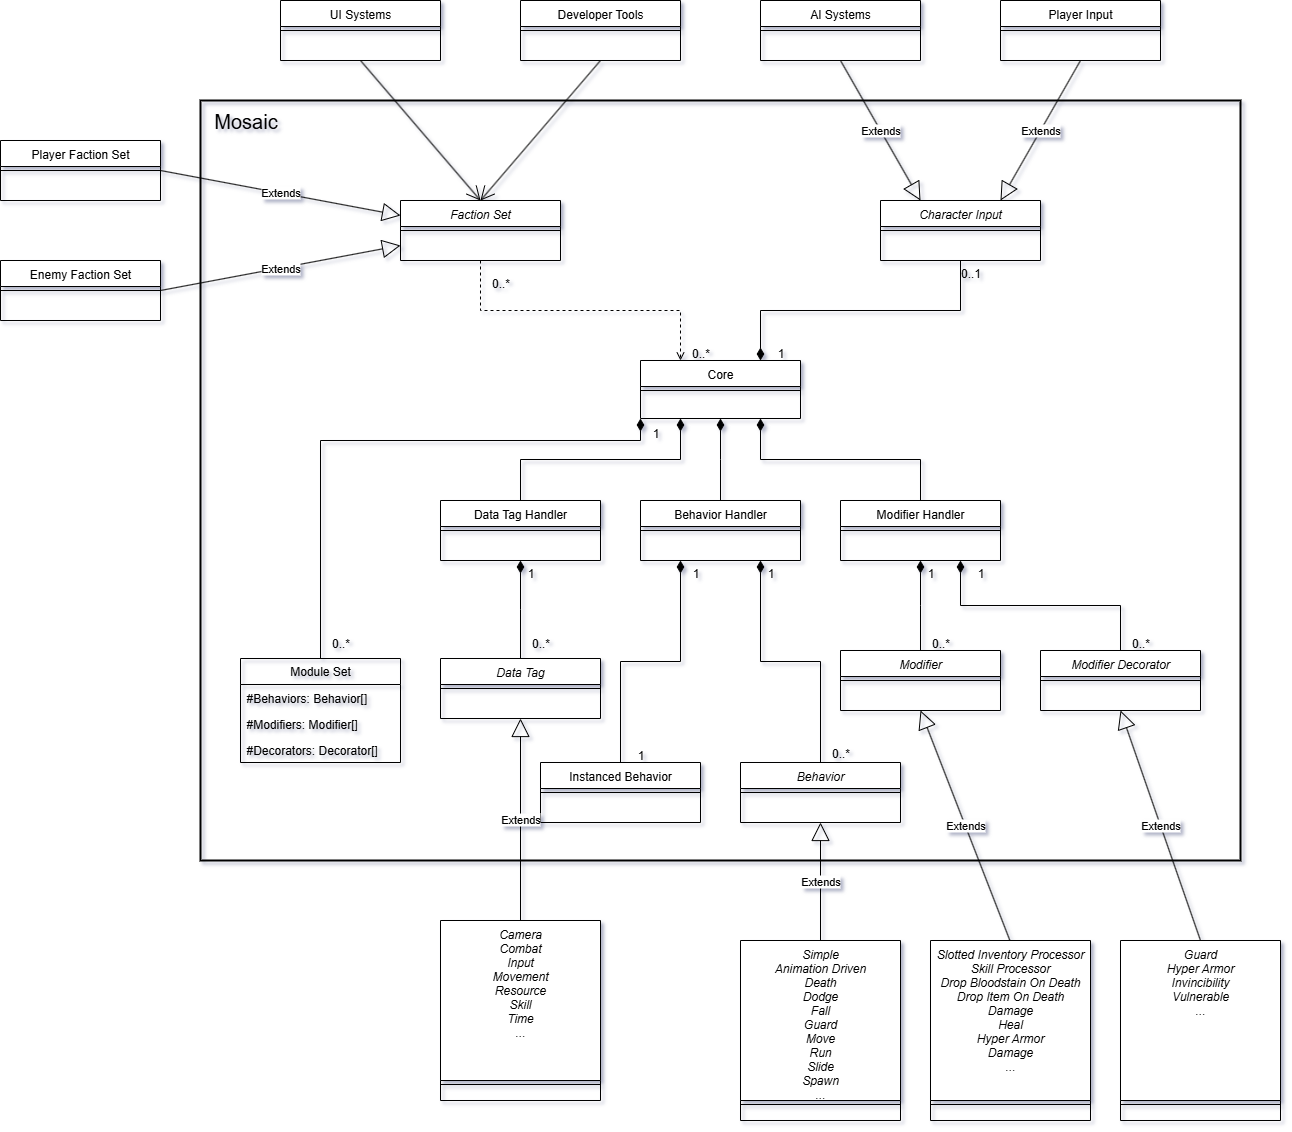 UI Systems
Developer Tools
AI Systems
Player Input
Mosaic
Extends
Extends
Player Faction Set
Extends
Faction Set
Character Input
Enemy Faction Set
Extends
0..*
0..1
0..*
1
Core
1
Data Tag Handler
Behavior Handler
Modifier Handler
1
1
1
1
1
0..*
0..*
0..*
0..*
Module Set
#Behaviors: Behavior[]
#Modifiers: Modifier[]
#Decorators: Decorator[]
Data Tag
Modifier
Modifier Decorator
1
0..*
Instanced Behavior
Behavior
Extends
Extends
Extends
Extends
Camera
Combat
Input
Movement
Resource
Skill
Time
...
Simple
Animation Driven
Death
Dodge
Fall
Guard
Move
Run
Slide
Spawn
...
Slotted Inventory Processor
Skill Processor
Drop Bloodstain On Death
Drop Item On Death
Damage
Heal
Hyper Armor
Damage
...
Guard
Hyper Armor
Invincibility
Vulnerable
...